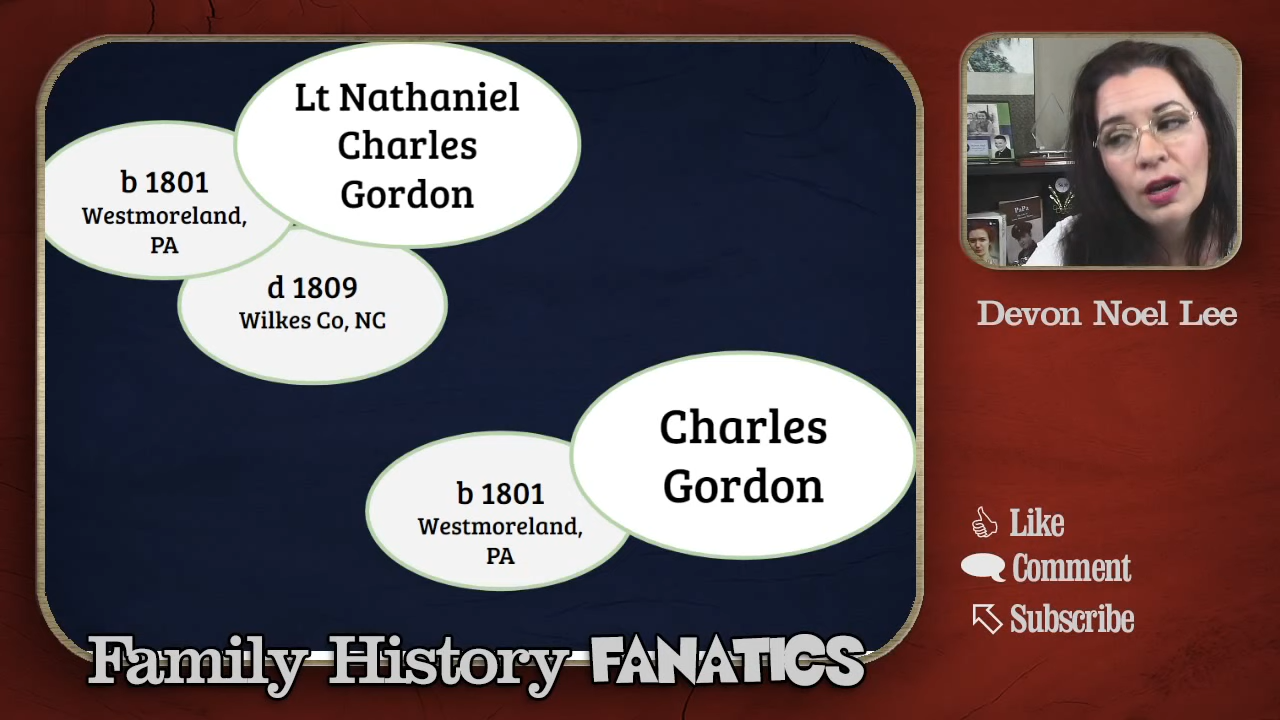 Lt Nathaniel
Charles
Gordon
b 1801
Westmoreland,
PA
d 1809
Wilkes Co, NC
Charles
Gordon
b 1801
Westmoreland,
PA
Devon Noel Lee
Like
Comment
Subscribe
Family History FANATICS
PaPa